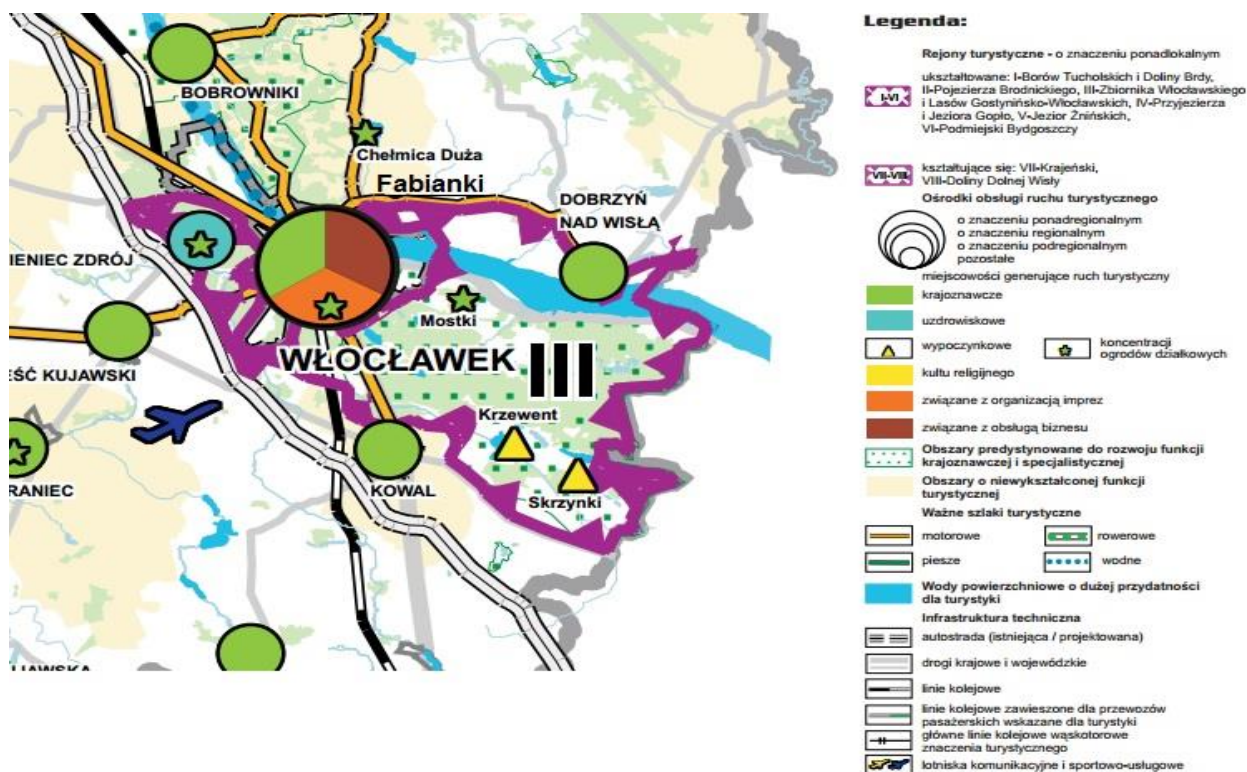 BOBROWNIKI
Chełmica Duża
Fabianki
DOBRZYŃ
NAD WISŁĄ
IENIEC ZDRÓJ
Mostki
WŁOCŁAWEK
III
EŚĆ KUJAWSKI
Krzewent
KOWAL
Skrzynki
RANIEC
UJAWSKA
Legenda:
Rejony turystyczne - o znaczeniu ponadlokalnym
I-VI
ukształtowane: I-Borów Tucholskich i Doliny Brdy,
II-Pojezierza Brodnickiego, III-Zbiornika Włocławskiego
i Lasów Gostynińsko-Włocławskich, IV-Przyjezierza
i Jeziora Gopło, V-Jezior Żnińskich,
VI-Podmiejski Bydgoszczy
VII-VIII
kształtujące się: VII-Krajeński,
VIII-Doliny Dolnej Wisły
Ośrodki obsługi ruchu turystycznego
o znaczeniu ponadregionalnym
o znaczeniu regionalnym
o znaczeniu podregionalnym
pozostałe
miejscowości generujące ruch turystyczny
krajoznawcze
uzdrowiskowe
wypoczynkowe
koncentracji
ogrodów działkowych
kultu religijnego
związane z organizacją imprez
związane z obsługą biznesu
Obszary predystynowane do rozwoju funkcji
krajoznawczej i specjalistycznej
Obszary o niewykształconej funkcji
turystycznej
Ważne szlaki turystyczne
motorowe
rowerowe
piesze
wodne
Wody powierzchniowe o dużej przydatności
dla turystyki
Infrastruktura techniczna
autostrada (istniejąca / projektowana)
drogi krajowe i wojewódzkie
linie kolejowe
linie kolejowe zawieszone dla przewozów
pasażerskich wskazane dla turystyki
główne linie kolejowe wąskotorowe
znaczenia turystycznego
lotniska komunikacyjne i sportowo-usługowe